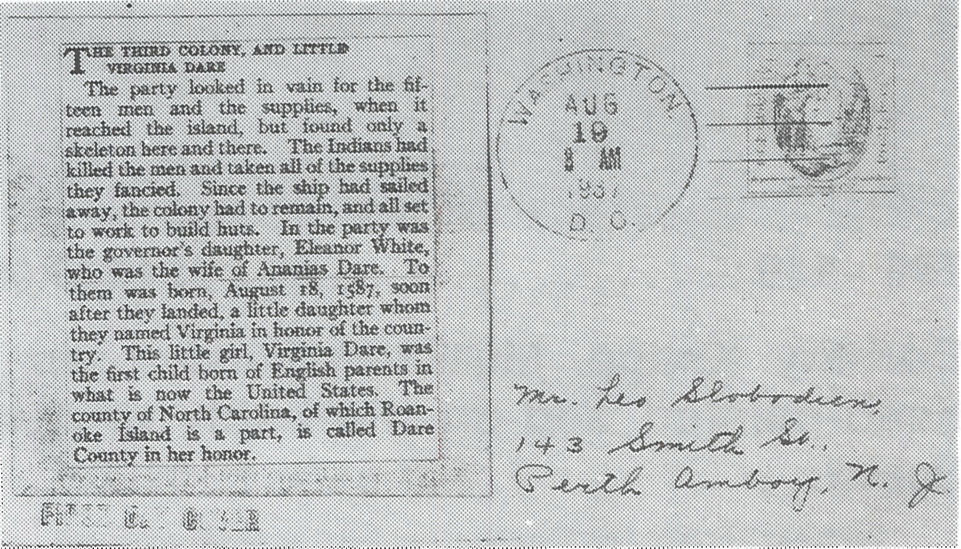 THE THIRD COLONY, AND LITTLE
VIRGINIA DARE
The party looked in vain for the fif-
teen men and the supplies, when it
reached the island, but found only a
skeleton here and there. The Indians had
killed the men and taken all of the supplies
they fancied. Since the ship had sailed
away, the colony had to remain, and all set
to work to build huts. In the party was
the governor's daughter, Eleanor White,
who was the wife of Ananias Dare. To
them was born, August 18, 1587, soon
after they landed, a little daughter whom
they named Virginia in honor of the coun-
try. This little girl, Virginia Dare, was
the first child born of English parents in
what is now the United States. The
county of North Carolina, of which Roan-
oke Island is a part, is called Dare
County in her honor.
WASHINGTON,
AUG
19
8 AM
1937
D. C.
Mr. Leo Slobodien,
143 Smith St.,
Perth Amboy, N. J.